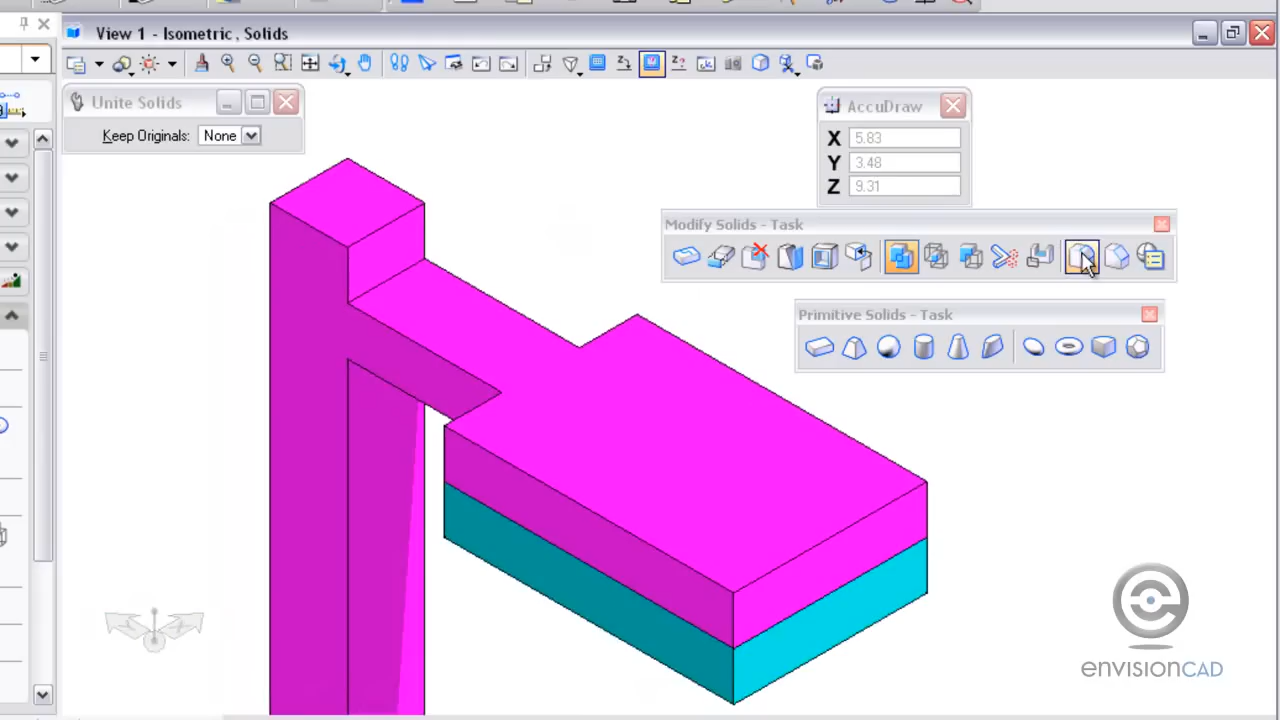 View 1 - Isometric , Solids
Unite Solids
Keep Originals: None
AccuDraw
X 5.83
Y 3.48
Z 9.31
Modify Solids - Task
Primitive Solids - Task
envisionCAD